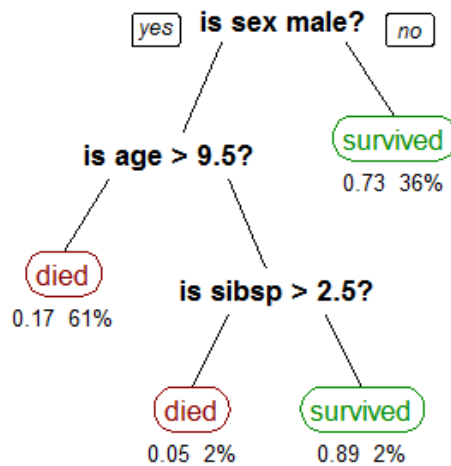 yes is sex male? no
is age > 9.5?
survived
0.73 36%
died
0.17 61%
is sibsp > 2.5?
died survived
0.05 2% 0.89 2%